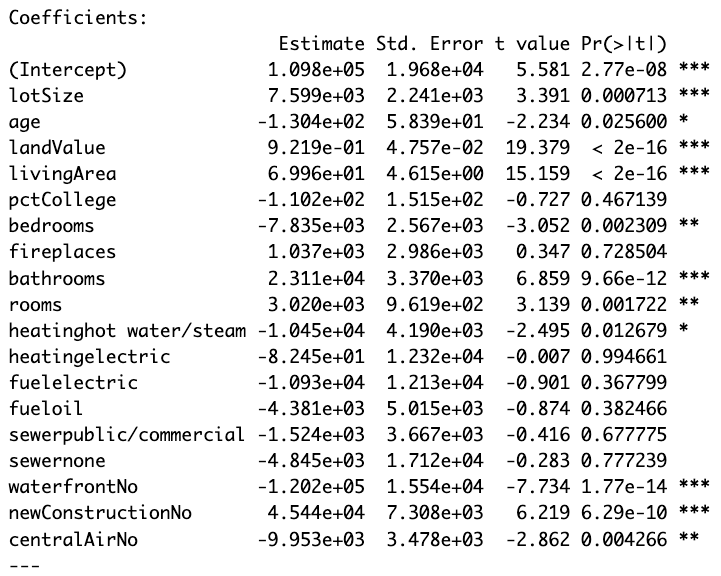 Coefficients:
                        Estimate Std. Error t value Pr(>|t|)
(Intercept)            1.098e+05  1.968e+04   5.581 2.77e-08 ***
lotSize                7.599e+03  2.241e+03   3.391 0.000713 ***
age                   -1.304e+02  5.839e+01  -2.234 0.025600 *
landValue              9.219e-01  4.757e-02  19.379  < 2e-16 ***
livingArea             6.996e+01  4.615e+00  15.159  < 2e-16 ***
pctCollege            -1.102e+02  1.515e+02  -0.727 0.467139
bedrooms              -7.835e+03  2.567e+03  -3.052 0.002309 **
fireplaces             1.037e+03  2.986e+03   0.347 0.728504
bathrooms              2.311e+04  3.370e+03   6.859 9.66e-12 ***
rooms                  3.020e+03  9.619e+02   3.139 0.001722 **
heatinghot water/steam -1.045e+04  4.190e+03  -2.495 0.012679 *
heatingelectric       -8.245e+01  1.232e+04  -0.007 0.994661
fuelelectric          -1.093e+04  1.213e+04  -0.901 0.367799
fueloil               -4.381e+03  5.015e+03  -0.874 0.382466
sewerpublic/commercial -1.524e+03  3.667e+03  -0.416 0.677775
sewernone             -4.845e+03  1.712e+04  -0.283 0.777239
waterfrontNo          -1.202e+05  1.554e+04  -7.734 1.77e-14 ***
newConstructionNo      4.544e+04  7.308e+03   6.219 6.29e-10 ***
centralAirNo          -9.953e+03  3.478e+03  -2.862 0.004266 **
---